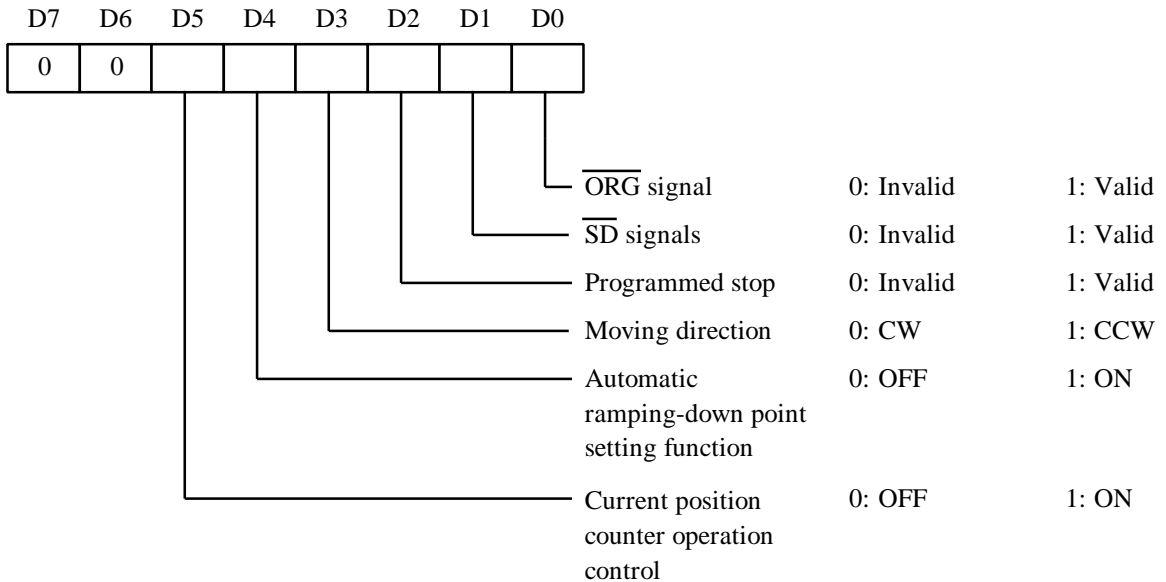 D7 D6 D5 D4 D3 D2 D1 D0
0 0
ORG signal 0: Invalid 1: Valid
SD signals 0: Invalid 1: Valid
Programmed stop 0: Invalid 1: Valid
Moving direction 0: CW 1: CCW
Automatic 0: OFF 1: ON
ramping-down point
setting function
Current position 0: OFF 1: ON
counter operation
control